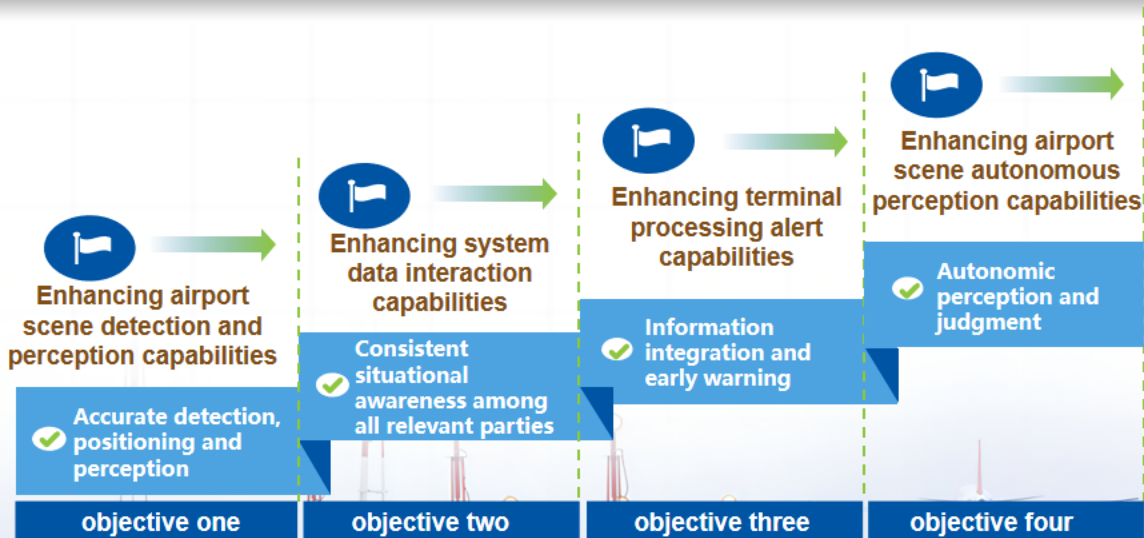 Enhancing airport
scene detection and
perception capabilities
Accurate detection,
positioning and
perception
objective one
Enhancing system
data interaction
capabilities
Consistent
situational
awareness among
all relevant parties
objective two
Enhancing terminal
processing alert
capabilities
Information
integration and
early warning
objective three
Enhancing airport
scene autonomous
perception capabilities
Autonomic
perception and
judgment
objective four